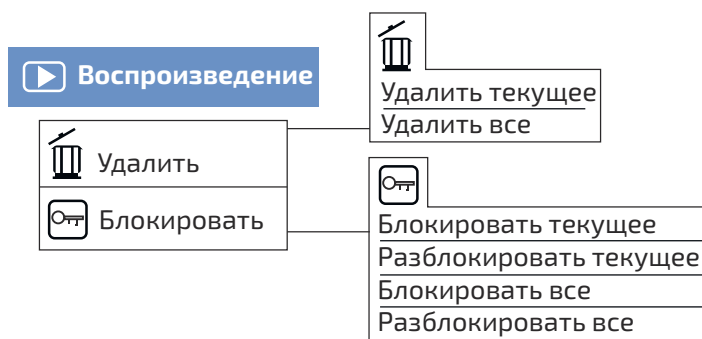 Воспроизведение
Удалить
Блокировать
Удалить текущее
Удалить все
Блокировать текущее
Разблокировать текущее
Блокировать все
Разблокировать все